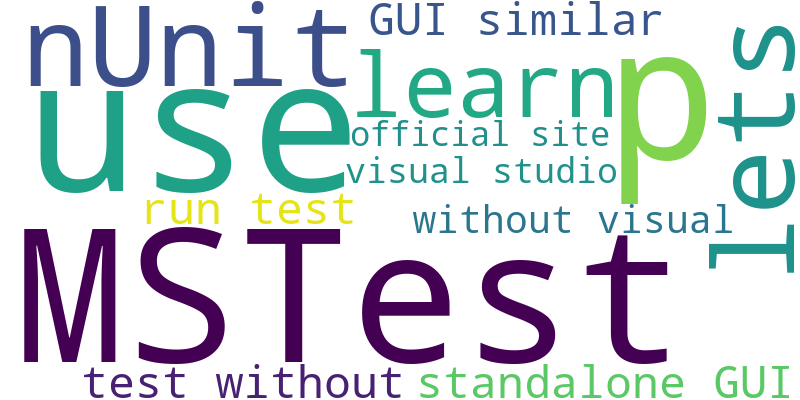 nUnit
GUI similar
use
learn
p
lets
official site
visual studio
run test
without visual
MSTest
test without
standalone GUI